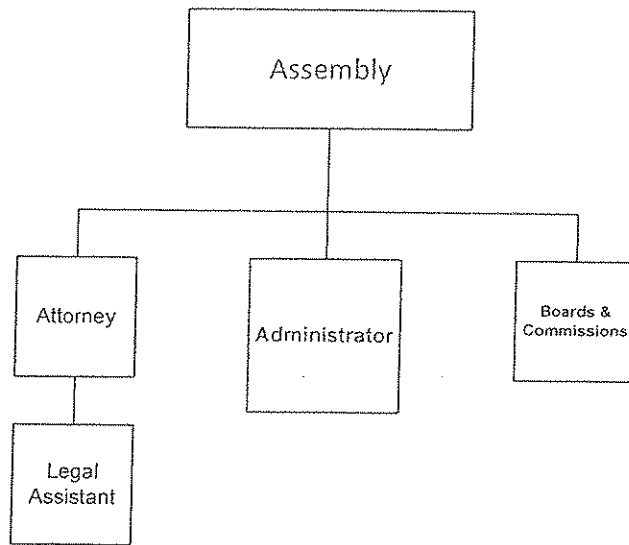 Assembly
Attorney
Administrator
Boards &
Commissions
Legal
Assistant